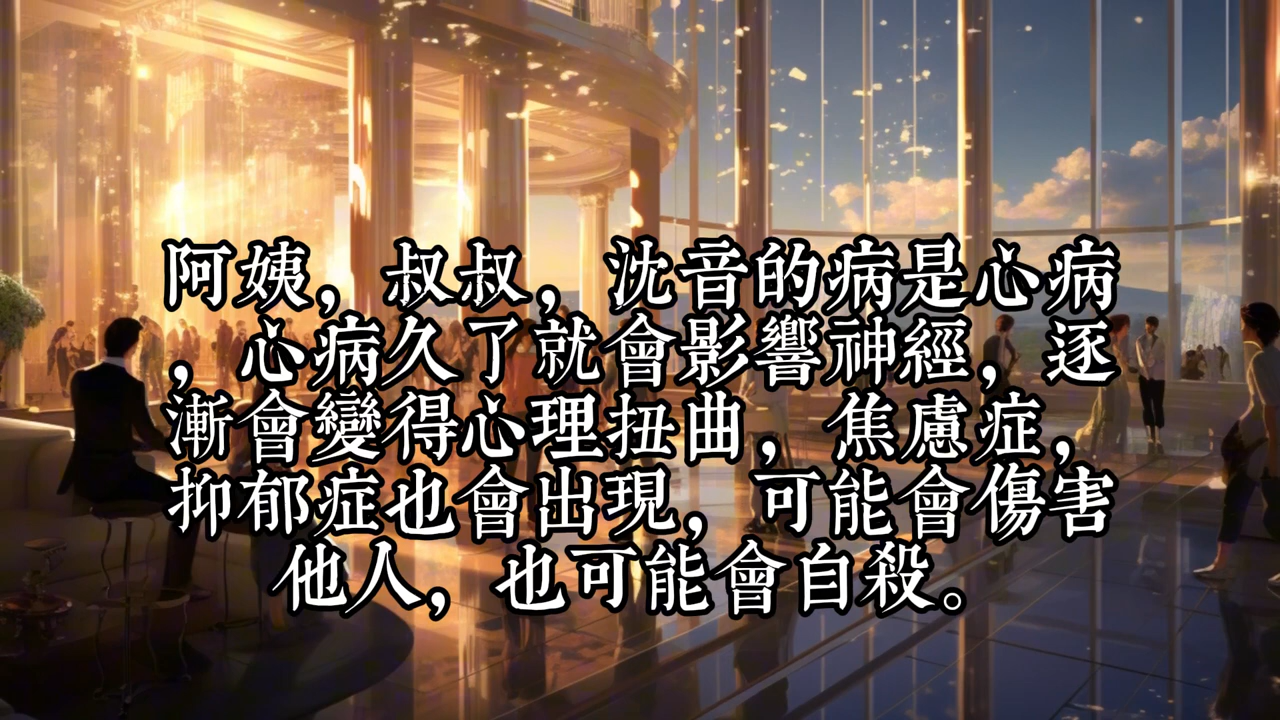 阿姨，叔叔，沈音的病是心病
，心病久了就會影響神經，逐
漸會變得心理扭曲，焦慮症，
抑郁症也會出現，可能會傷害
他人，也可能會自殺。